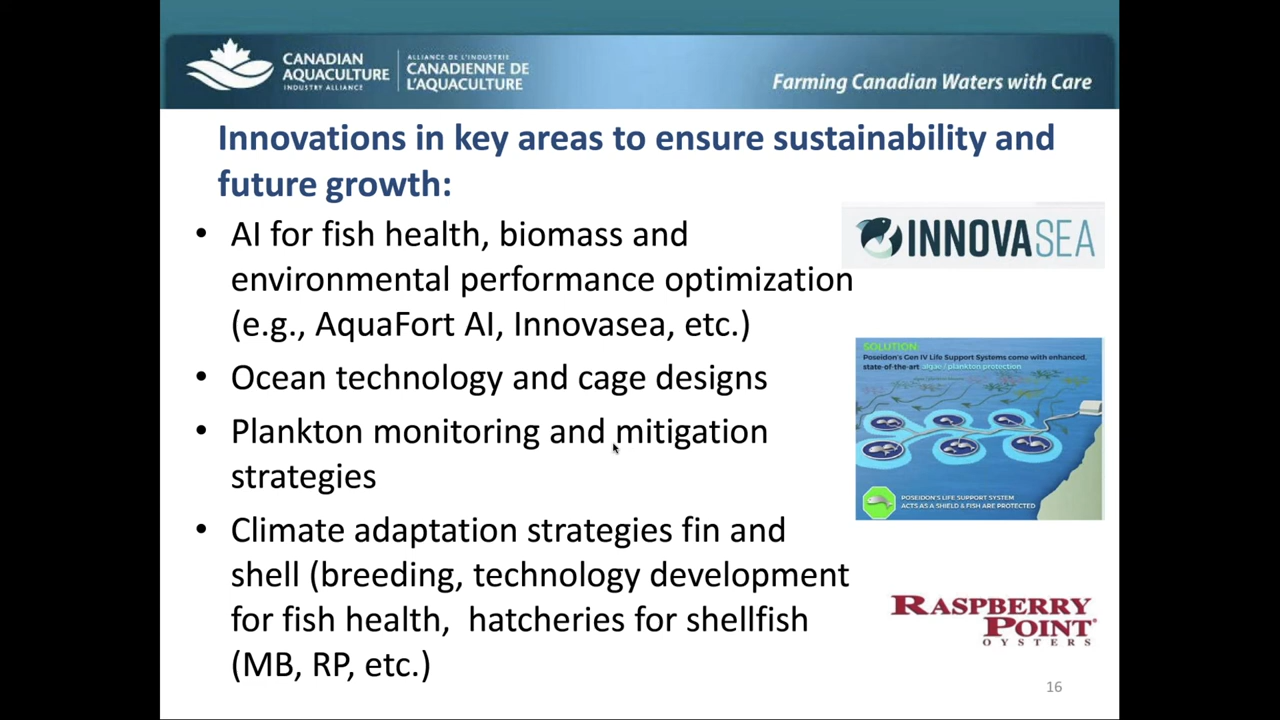 CANADIAN
AQUACULTURE
INDUSTRY ALLIANCE
ALLIANCE DE L'INDUSTRIE
CANADIENNE DE
L'AQUACULTURE
Farming Canadian Waters with Care
Innovations in key areas to ensure sustainability and
future growth:
• AI for fish health, biomass and
environmental performance optimization
(e.g., AquaFort AI, Innovasea, etc.)
• Ocean technology and cage designs
• Plankton monitoring and mitigation
strategies
• Climate adaptation strategies fin and
shell (breeding, technology development
for fish health,  hatcheries for shellfish
(MB, RP, etc.)
INNOVASEA
SOLUTION:
Poseidon's Gen IV Life Support Systems come with enhanced,
state-of-the-art algae / plankton protection
POSEIDON'S LIFE SUPPORT SYSTEM
ACTS AS A SHIELD & FISH ARE PROTECTED
RASPBERRY
POINT®
OYSTERS
16